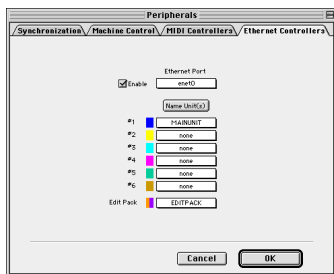 Peripherals
Synchronization Machine Control MIDI Controllers Ethernet Controllers
Ethernet Port
Enable enet0
Name Unit(s)
#1 MAINUNIT
#2 none
#3 none
#4 none
#5 none
#6 none
Edit Pack EDITPACK
Cancel OK